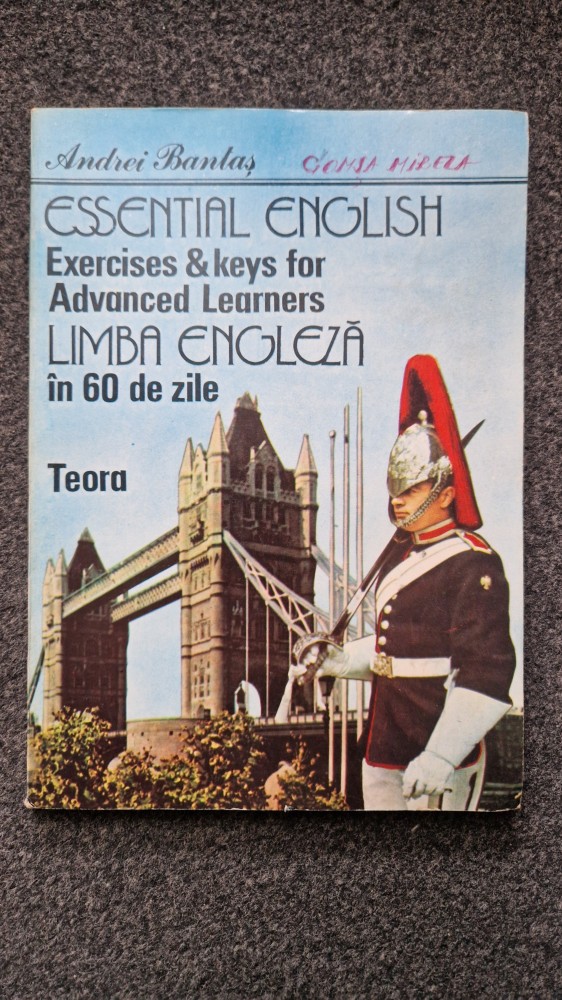 Andrei Bantaș
ESSENTIAL ENGLISH
Exercises & keys for
Advanced Learners
LIMBA ENGLEZĂ
în 60 de zile
Teora